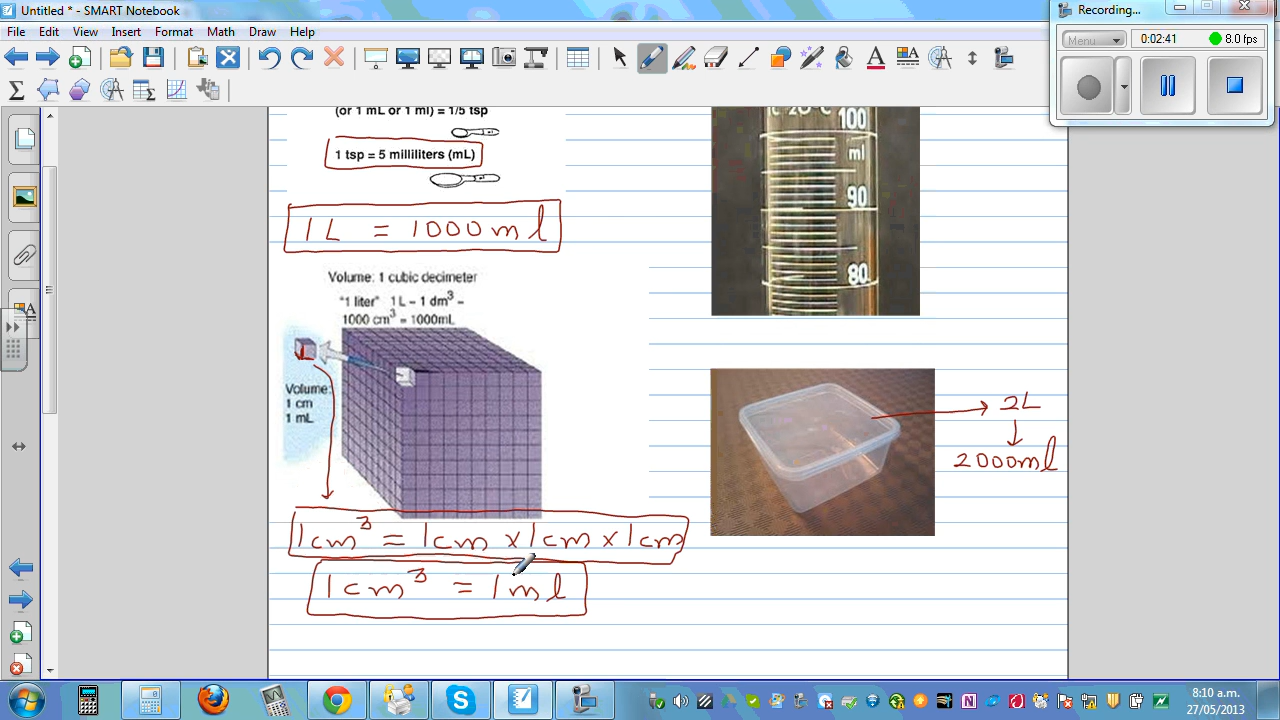 Untitled * - SMART Notebook
File Edit View Insert Format Math Draw Help
Recording...
Menu
0:02:41
8.0 fps
(or 1 mL or 1 ml) = 1/5 tsp
1 tsp = 5 milliliters (mL)
1L = 1000ml
Volume: 1 cubic decimeter
"1 liter" 1 L = 1 dm³ =
1000 cm³ = 1000mL
Volume:
1 cm
1 mL
1cm³ = 1cm x 1cm x 1cm
1cm³ = 1ml
100
ml
90
80
2L
2000ml
8:10 a.m.
27/05/2013